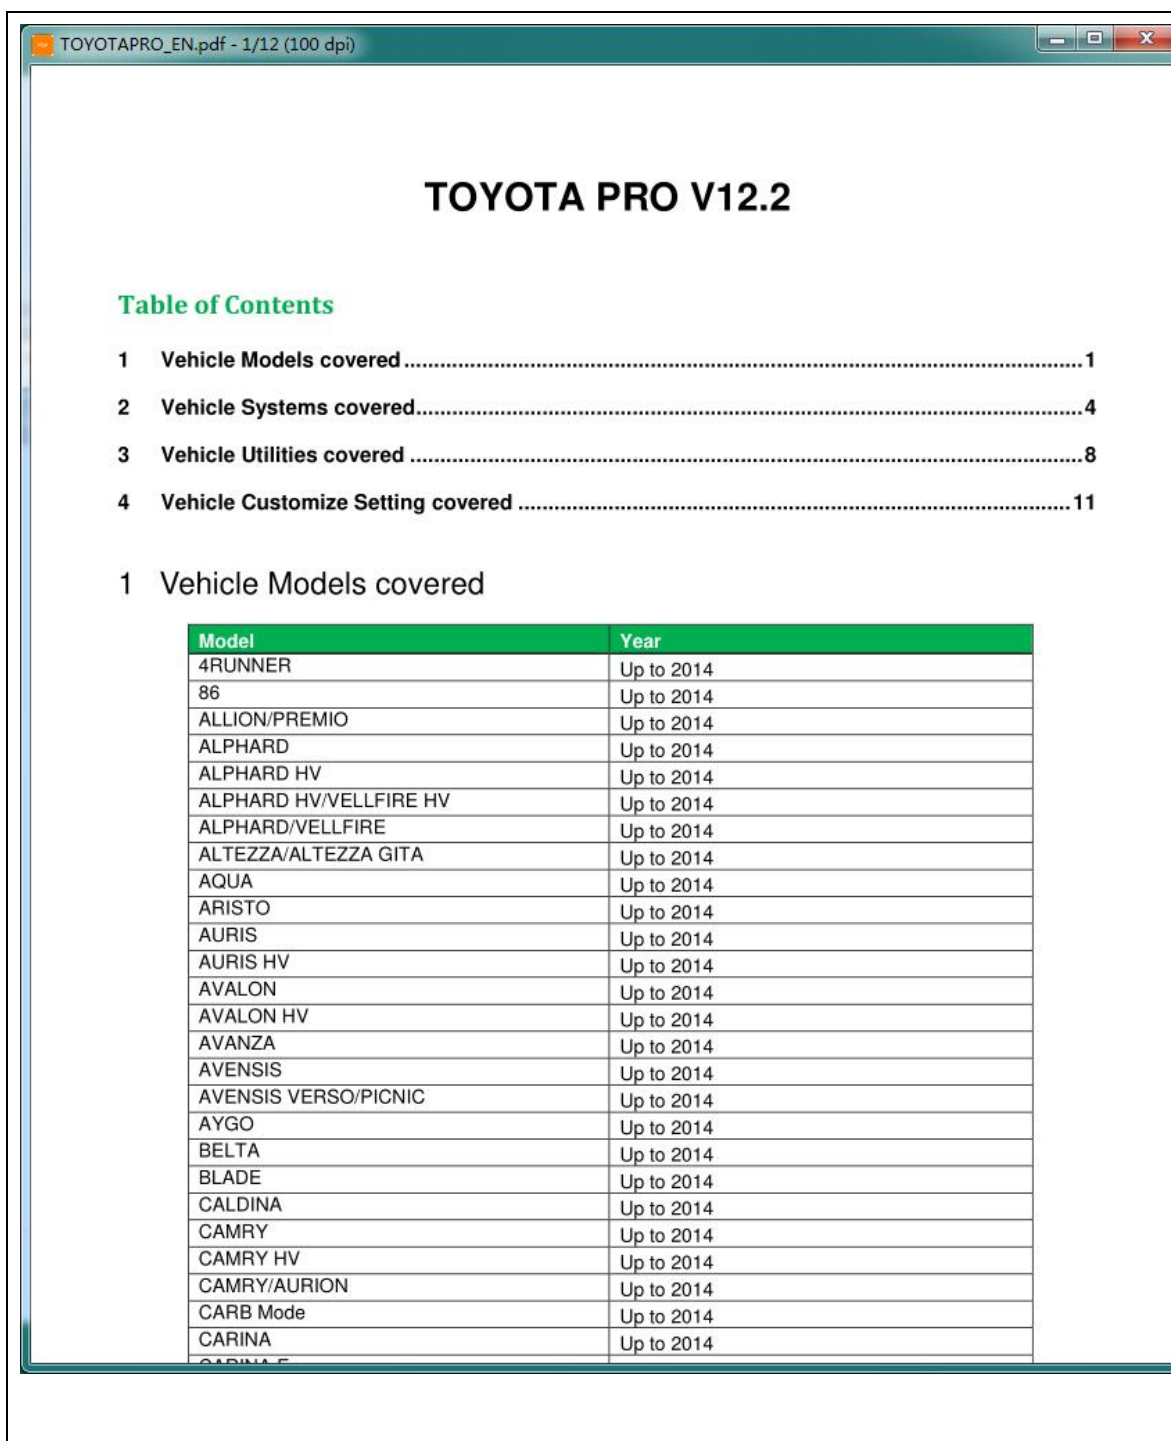 TOYOTAPRO_EN.pdf - 1/12 (100 dpi)
TOYOTA PRO V12.2
Table of Contents
1 Vehicle Models covered 1
2 Vehicle Systems covered 4
3 Vehicle Utilities covered 8
4 Vehicle Customize Setting covered 11
1 Vehicle Models covered
Model Year
4RUNNER Up to 2014
86 Up to 2014
ALLION/PREMIO Up to 2014
ALPHARD Up to 2014
ALPHARD HV Up to 2014
ALPHARD HV/VELLFIRE HV Up to 2014
ALPHARD/VELLFIRE Up to 2014
ALTEZZA/ALTEZZA GITA Up to 2014
AQUA Up to 2014
ARISTO Up to 2014
AURIS Up to 2014
AURIS HV Up to 2014
AVALON Up to 2014
AVALON HV Up to 2014
AVANZA Up to 2014
AVENSIS Up to 2014
AVENSIS VERSO/PICNIC Up to 2014
AYGO Up to 2014
BELTA Up to 2014
BLADE Up to 2014
CALDINA Up to 2014
CAMRY Up to 2014
CAMRY HV Up to 2014
CAMRY/AURION Up to 2014
CARB Mode Up to 2014
CARINA Up to 2014